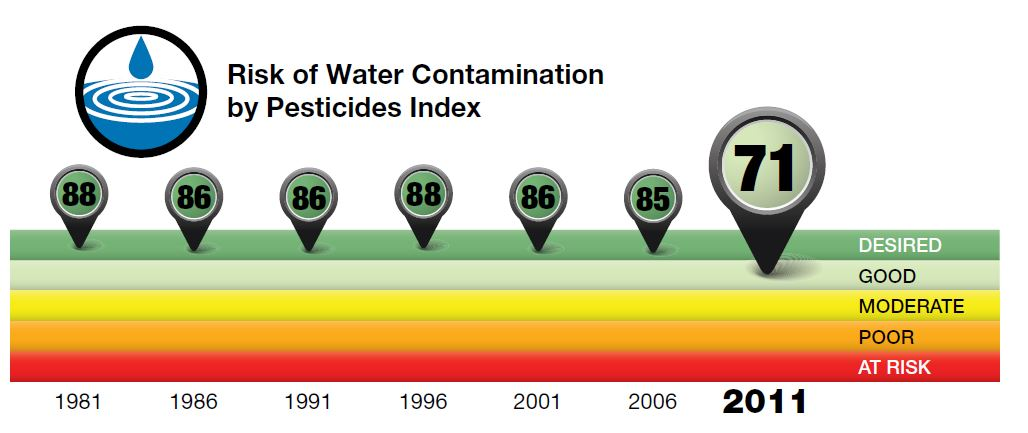 Risk of Water Contamination
by Pesticides Index
88 86 86 88 86 85 71
DESIRED
GOOD
MODERATE
POOR
AT RISK
1981 1986 1991 1996 2001 2006 2011